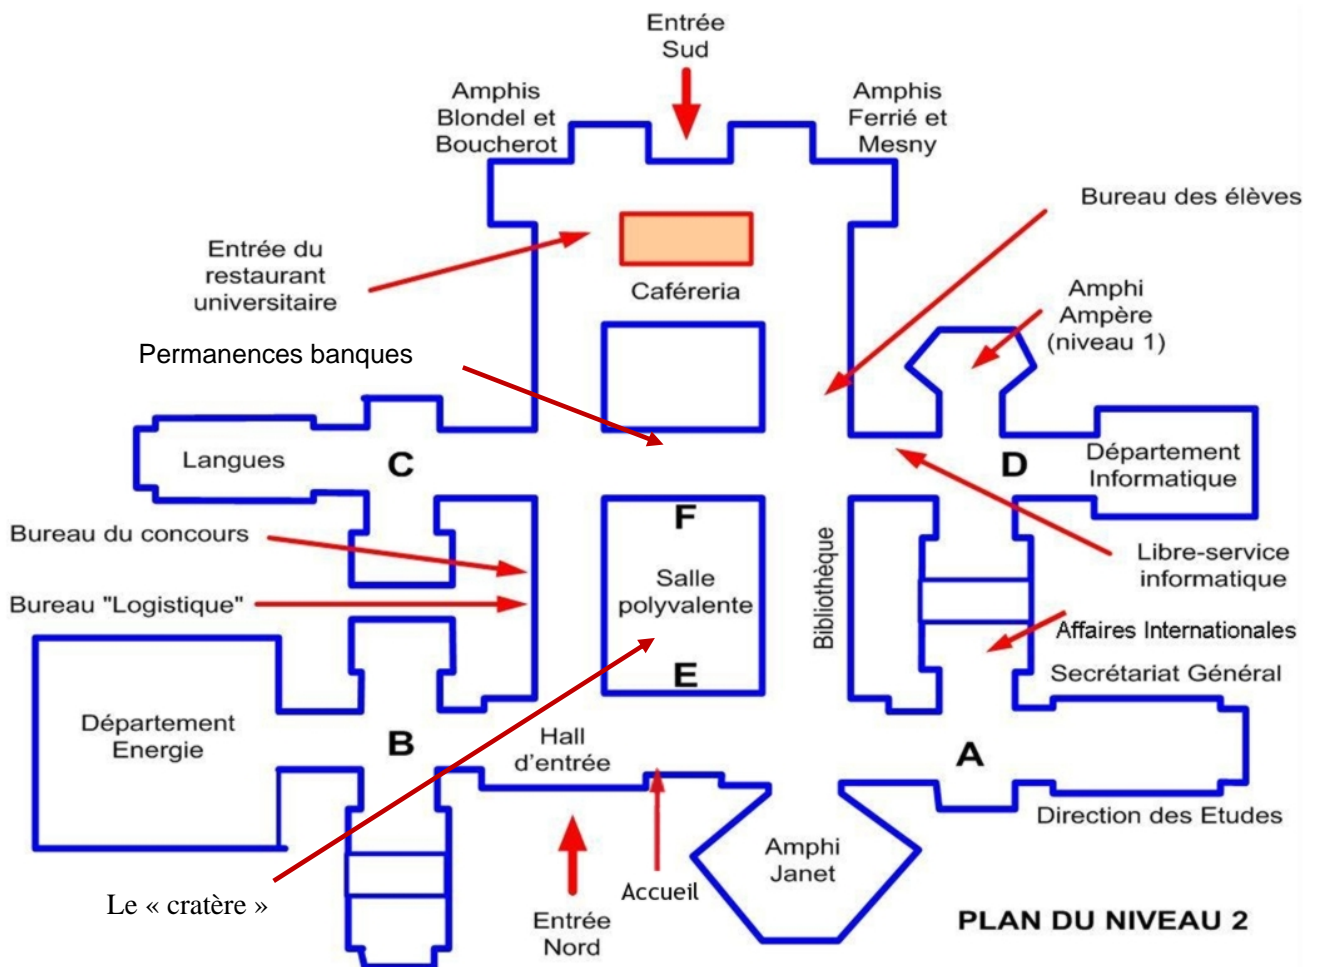 Entrée
Sud
Amphis
Blondel et
Boucherot
Amphis
Ferrié et
Mesny
Bureau des élèves
Entrée du
restaurant
universitaire
Caféreria
Amphi
Ampère
(niveau 1)
Permanences banques
Langues
C
D
Département
Informatique
F
Bureau du concours
Salle
polyvalente
Bibliothèque
Libre-service
informatique
Bureau "Logistique"
Affaires Internationales
E
Secrétariat Général
Département
Energie
B
Hall
d'entrée
A
Direction des Etudes
Amphi
Janet
Le « cratère »
Accueil
Entrée
Nord
PLAN DU NIVEAU 2